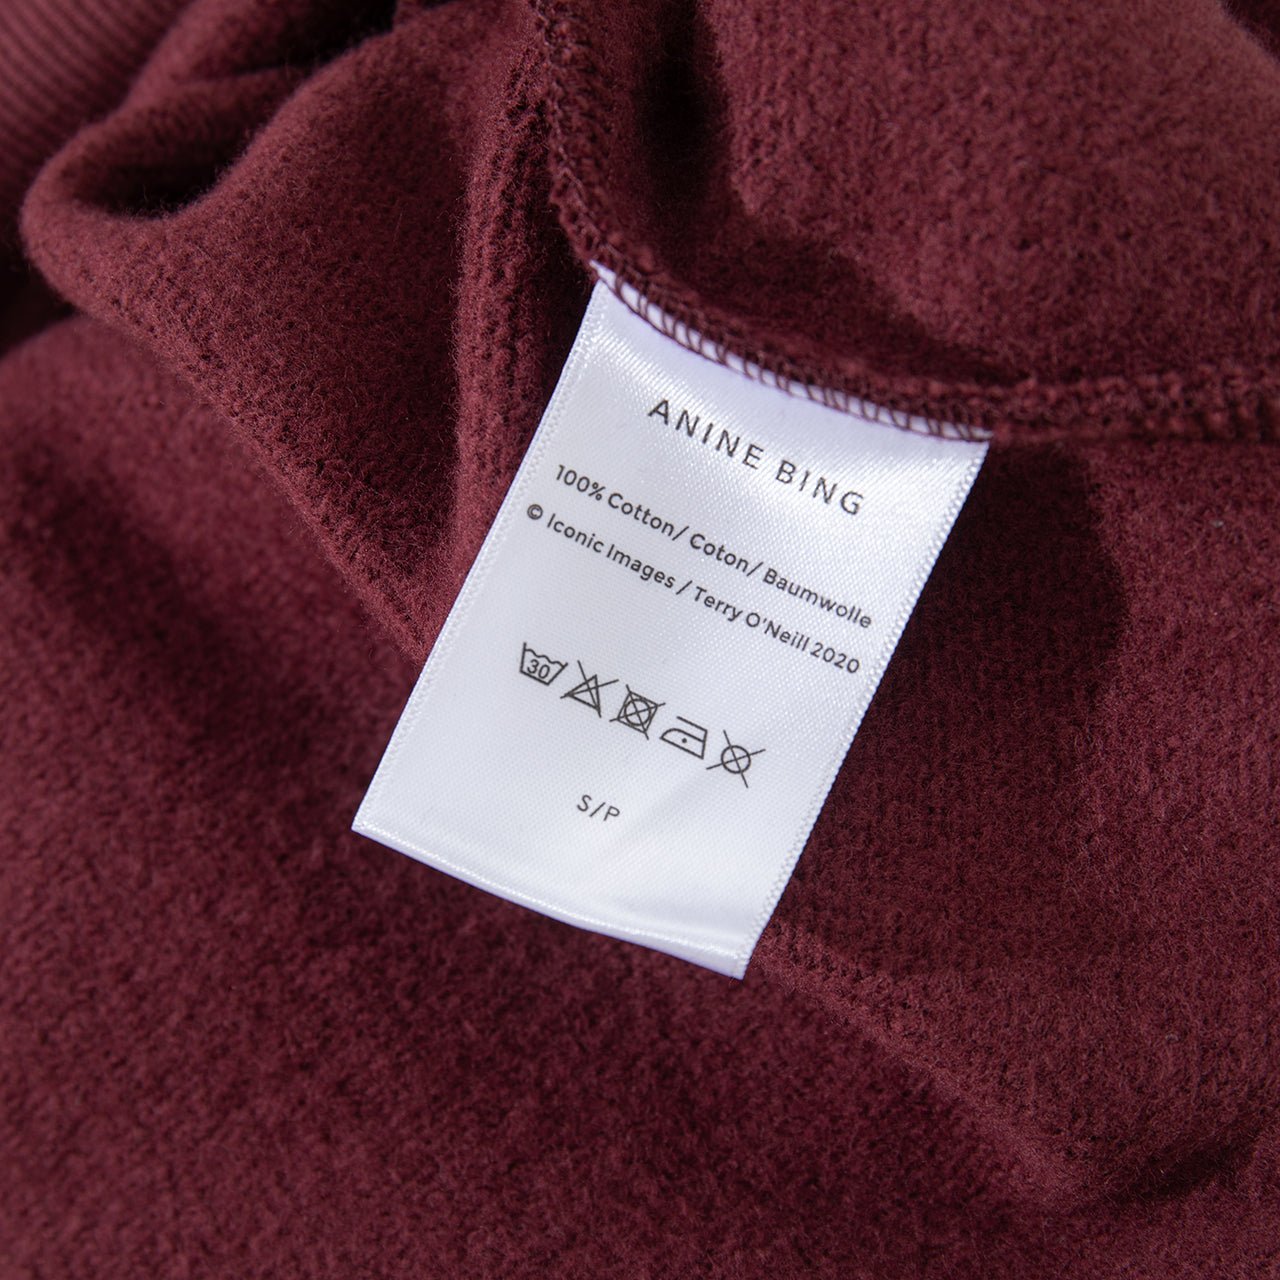 ANINE BING
100% Cotton/ Coton/ Baumwolle
© Iconic Images / Terry O'Neill 2020
30
S/P